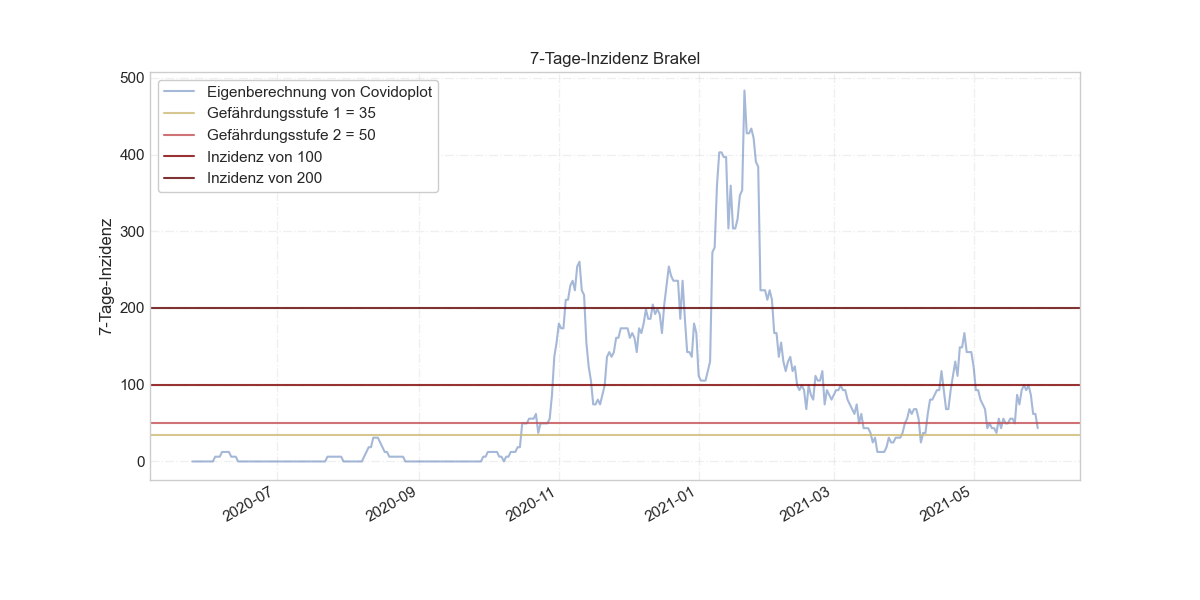 7-Tage-Inzidenz Brakel
500
400
300
200
100
0
7-Tage-Inzidenz
Eigenberechnung von Covidoplot
Gefährdungsstufe 1 = 35
Gefährdungsstufe 2 = 50
Inzidenz von 100
Inzidenz von 200
2020-07
2020-09
2020-11
2021-01
2021-03
2021-05